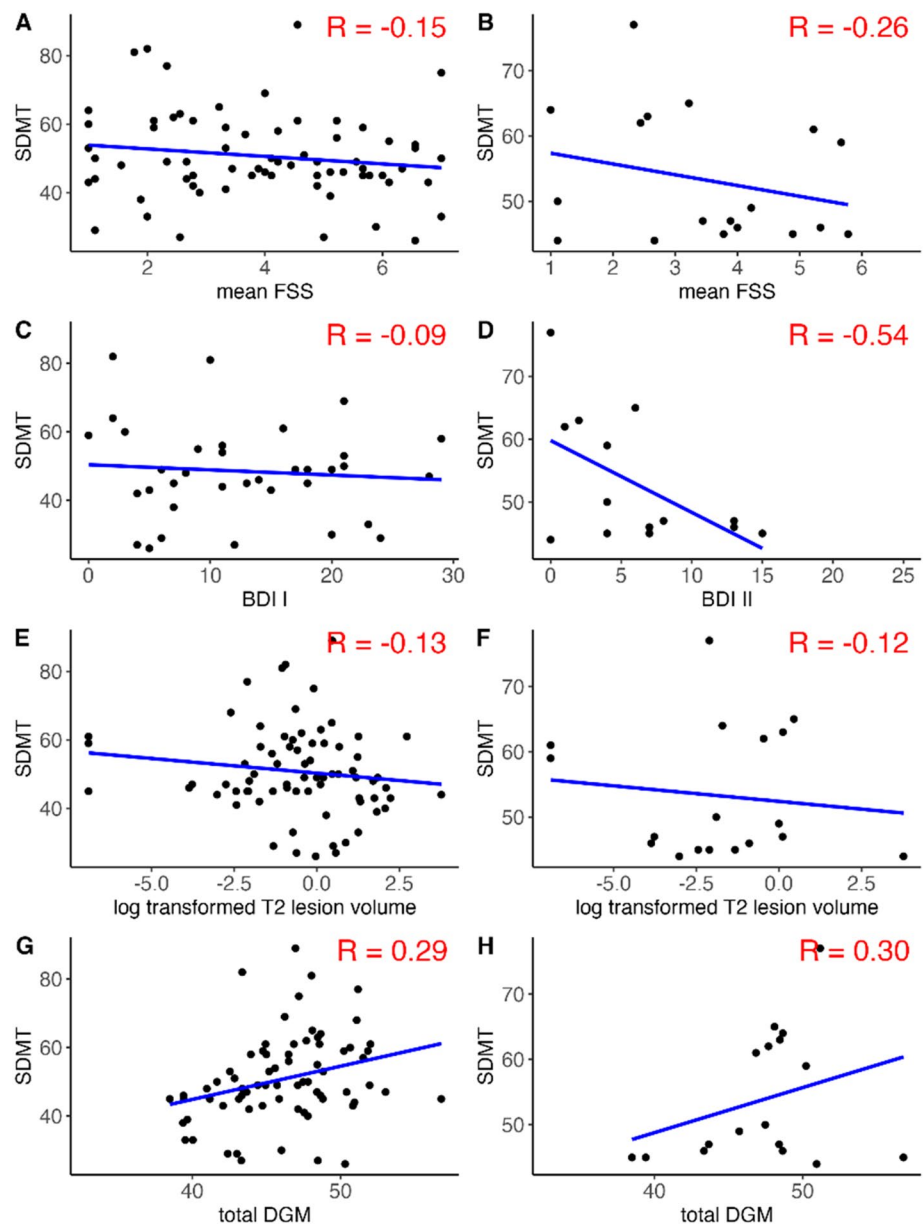 A
R = -0.15
SDMT
80
60
40
2 4 6
mean FSS
B
R = -0.26
SDMT
70
60
50
1 2 3 4 5 6
mean FSS
C
R = -0.09
SDMT
80
60
40
0 10 20 30
BDI I
D
R = -0.54
SDMT
70
60
50
0 5 10 15 20 25
BDI II
E
R = -0.13
SDMT
80
60
40
-5.0 -2.5 0.0 2.5
log transformed T2 lesion volume
F
R = -0.12
SDMT
70
60
50
-5.0 -2.5 0.0 2.5
log transformed T2 lesion volume
G
R = 0.29
SDMT
80
60
40
40 50
total DGM
H
R = 0.30
SDMT
70
60
50
40 50
total DGM